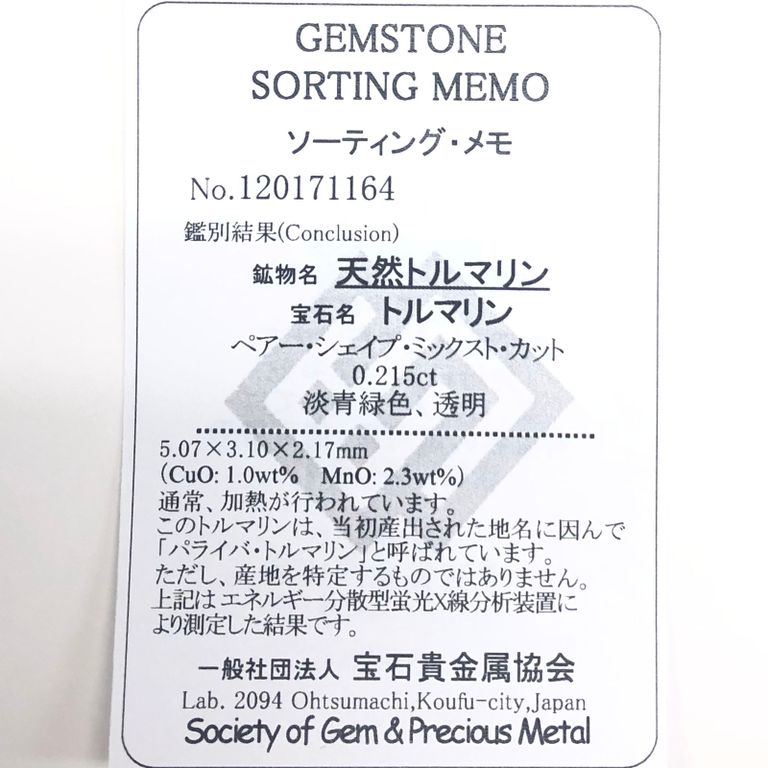 GEMSTONE
SORTING MEMO
ソーティング・メモ
No.120171164
鑑別結果(Conclusion)
鉱物名 天然トルマリン
宝石名 トルマリン
ペアー・シェイプ・ミックスト・カット
0.215ct
淡青緑色、透明
5.07×3.10×2.17mm
(CuO: 1.0wt% MnO: 2.3wt%)
通常、加熱が行われています。
このトルマリンは、当初産出された地名に因んで
「パライバ・トルマリン」と呼ばれています。
ただし、産地を特定するものではありません。
上記は エネルギー分散型蛍光X線分析装置に
より測定した結果です。
一般社団法人 宝石貴金属協会
Lab. 2094 Ohtsumachi,Koufu-city,Japan
Society of Gem & Precious Metal